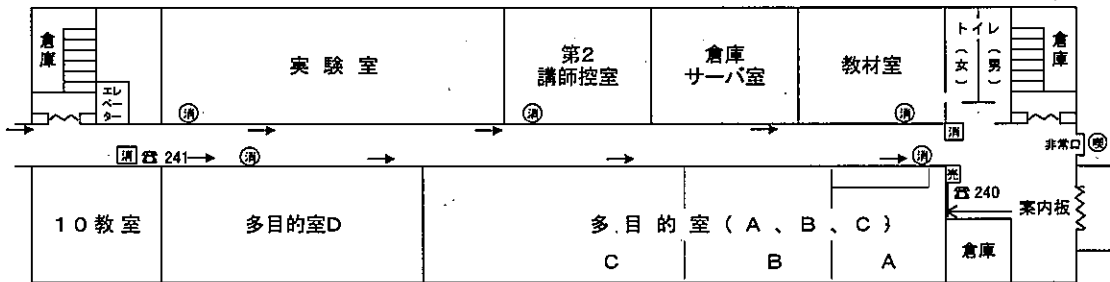 倉庫
エレベーター
実験室
第2
講師控室
倉庫
サーバ室
教材室
トイレ
(女)
(男)
倉庫
消
消
消
消
非常口
喫
消
☎ 241
消
消
光
☎ 240
案内板
10教室
多目的室D
多目的室(A、B、C)
C
B
A
倉庫